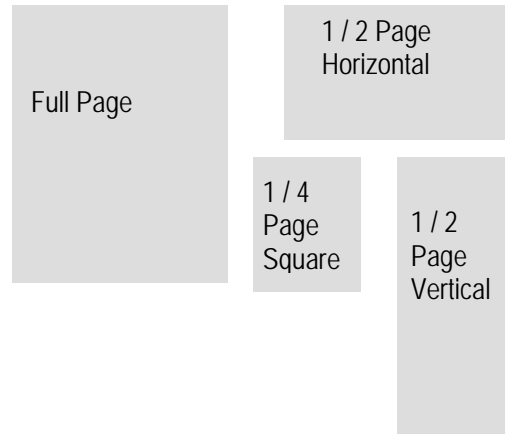 Full Page
1 / 2 Page
Horizontal
1 / 4
Page
Square
1 / 2
Page
Vertical